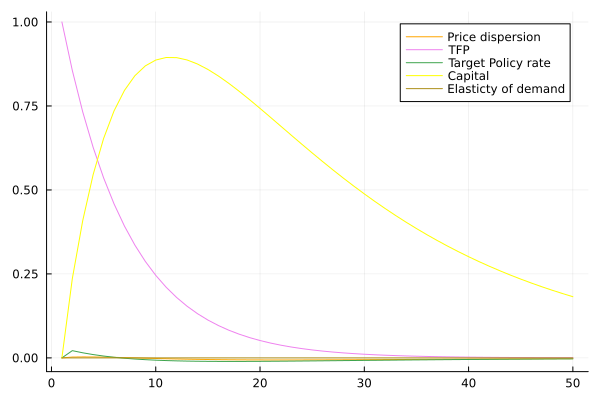 1.00
0.75
0.50
0.25
0.00
0
10
20
30
40
50
Price dispersion
TFP
Target Policy rate
Capital
Elasticty of demand